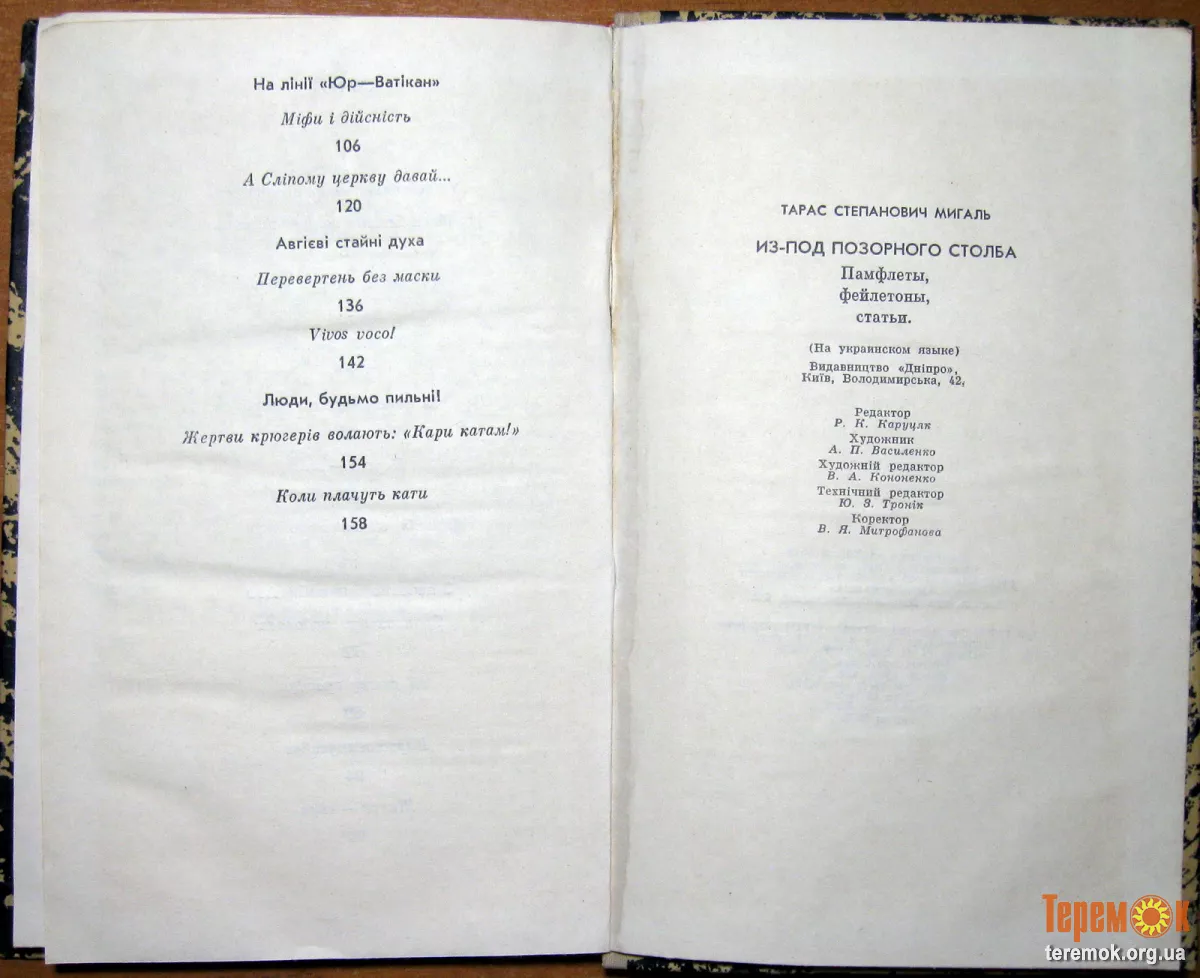 На лінії «Юр—Ватікан»
Міфи і дійсність
106
А Сліпому церкву давай...
120
Авгієві стайні духа
Перевертень без маски
136
Vivos voco!
142
Люди, будьмо пильні!
Жертви крюгерів волають: «Кари катам!»
154
Коли плачуть кати
158
ТАРАС СТЕПАНОВИЧ МИГАЛЬ
ИЗ-ПОД ПОЗОРНОГО СТОЛБА
Памфлеты,
фейлетоны,
статьи.
(На украинском языке)
Видавництво «Дніпро»,
Київ, Володимирська, 42,
Редактор
Р. К. Каруцяк
Художник
А. П. Василенко
Художній редактор
В. А. Кононенко
Технічний редактор
Ю. З. Тронік
Коректор
В. Я. Митрофанова
Теремок
teremok.org.ua